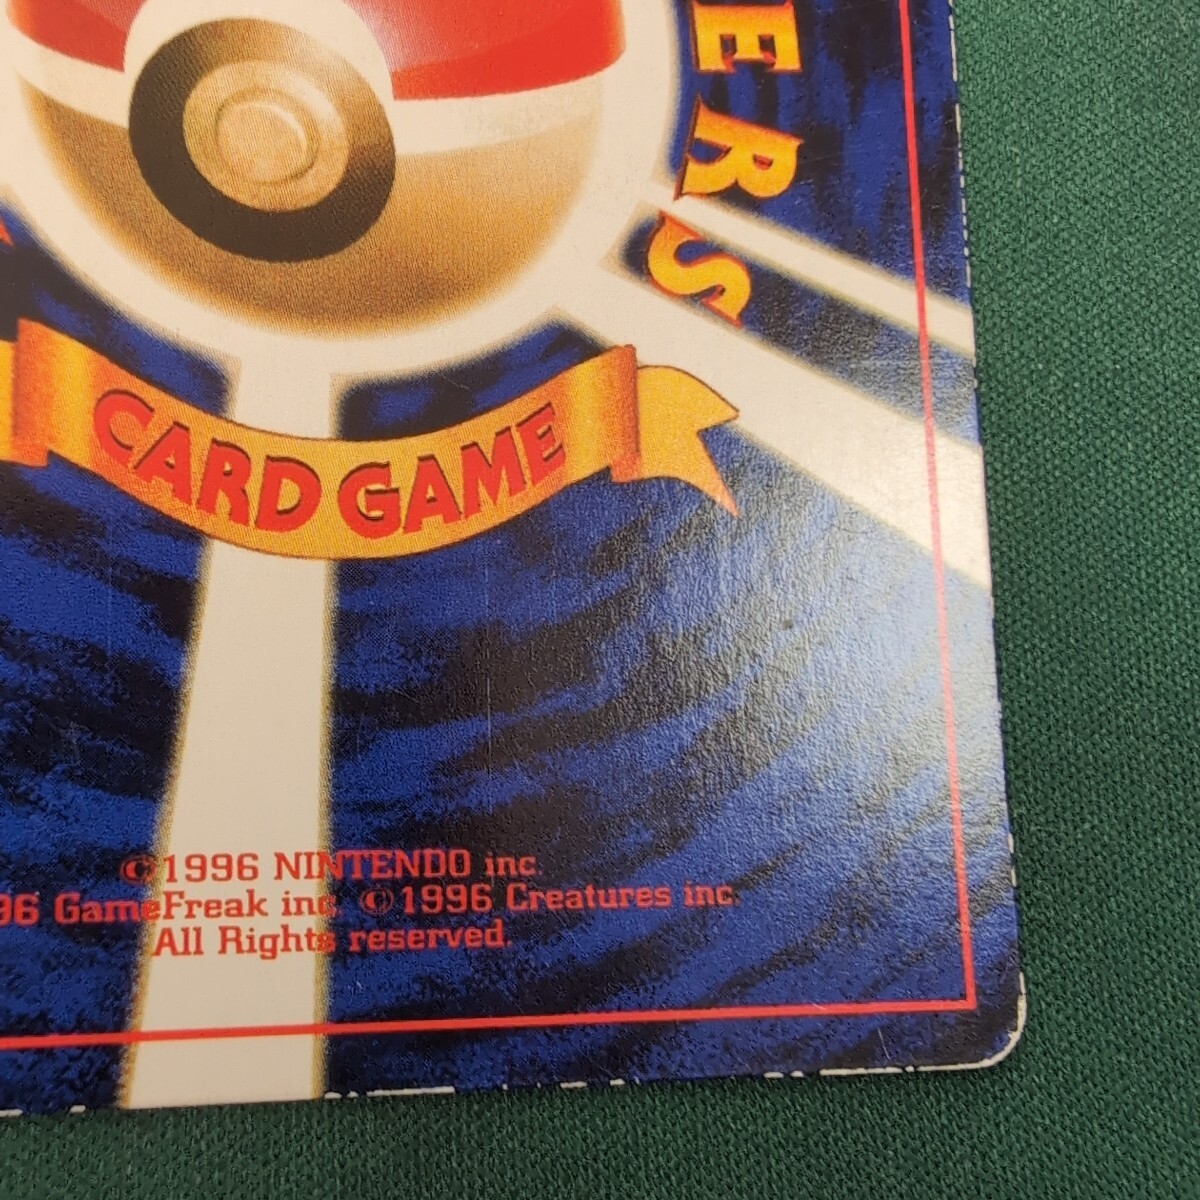 ERS
CARD GAME
©1996 NINTENDO inc.
96 GameFreak inc. ©1996 Creatures inc.
All Rights reserved.